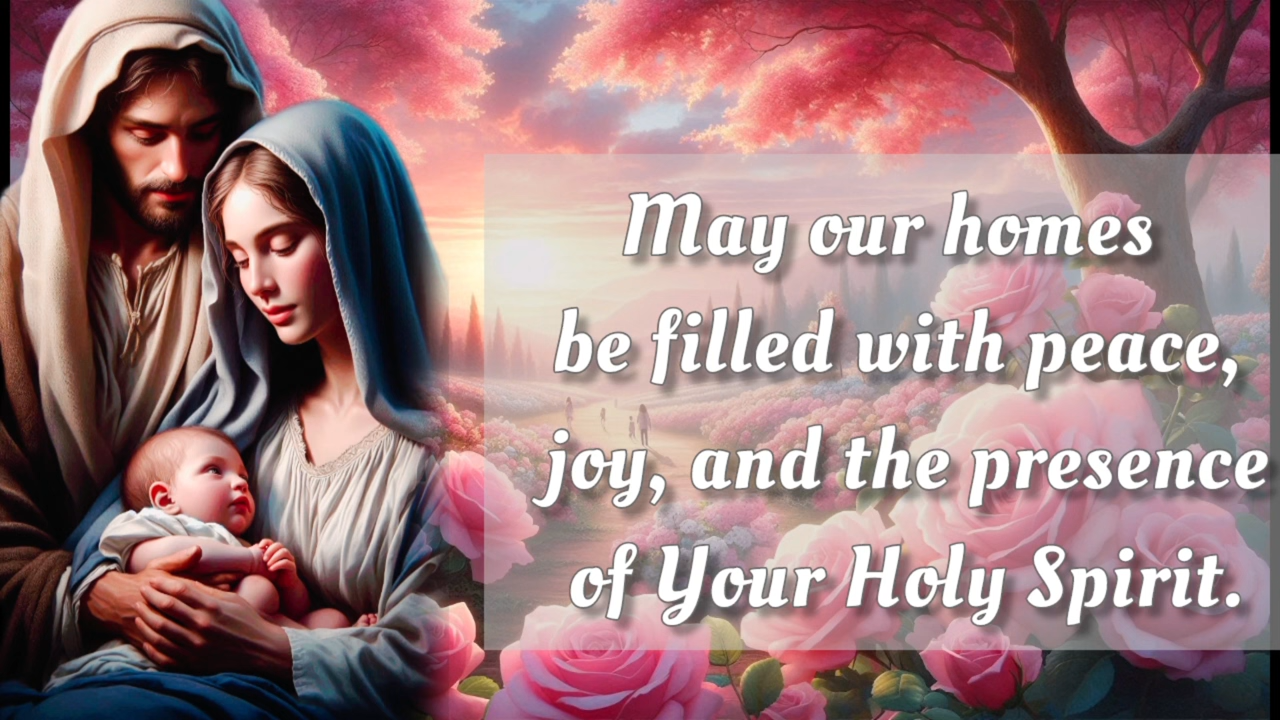 May our homes
be filled with peace,
joy, and the presence
of Your Holy Spirit.